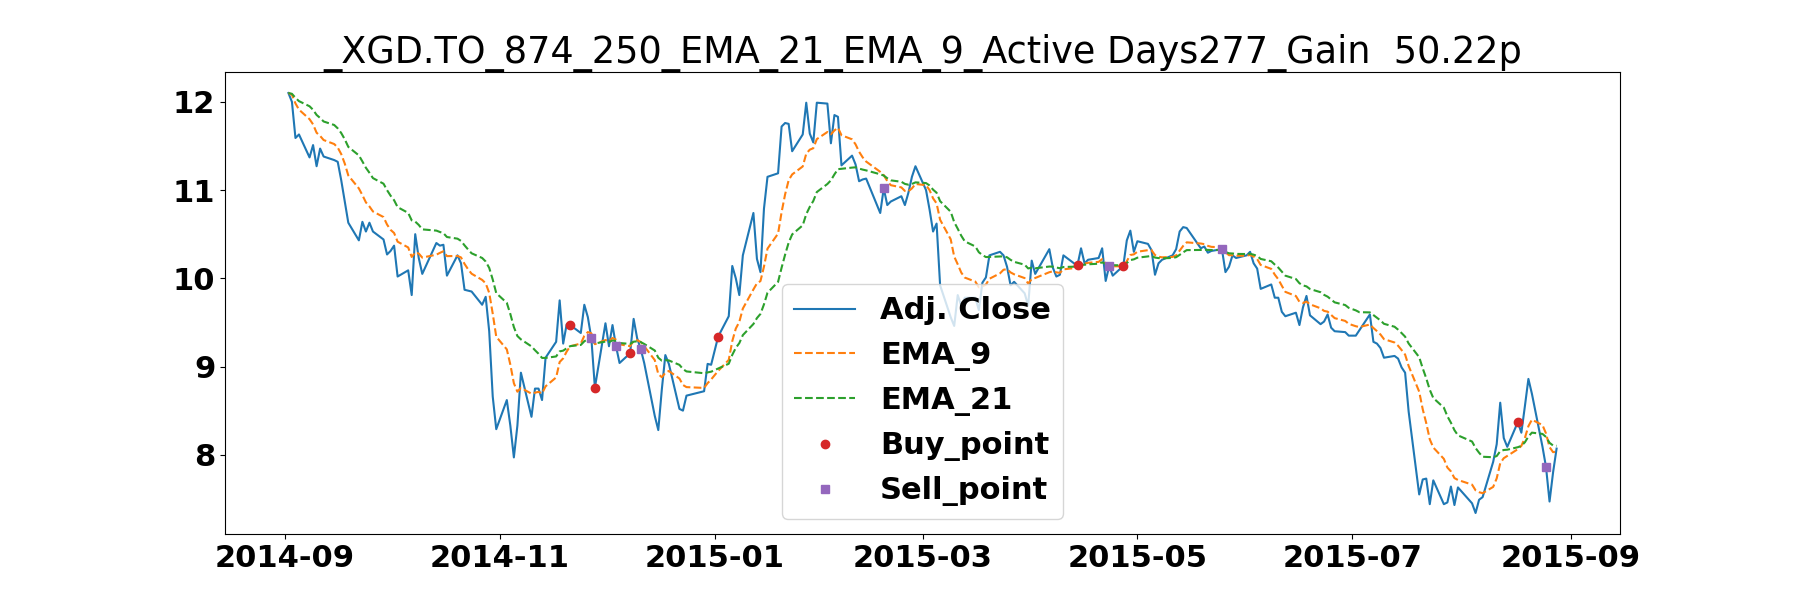 _XGD.TO_874_250_EMA_21_EMA_9_Active Days277_Gain  50.22p
12
11
10
9
8
Adj. Close
EMA_9
EMA_21
Buy_point
Sell_point
2014-09 2014-11 2015-01 2015-03 2015-05 2015-07 2015-09